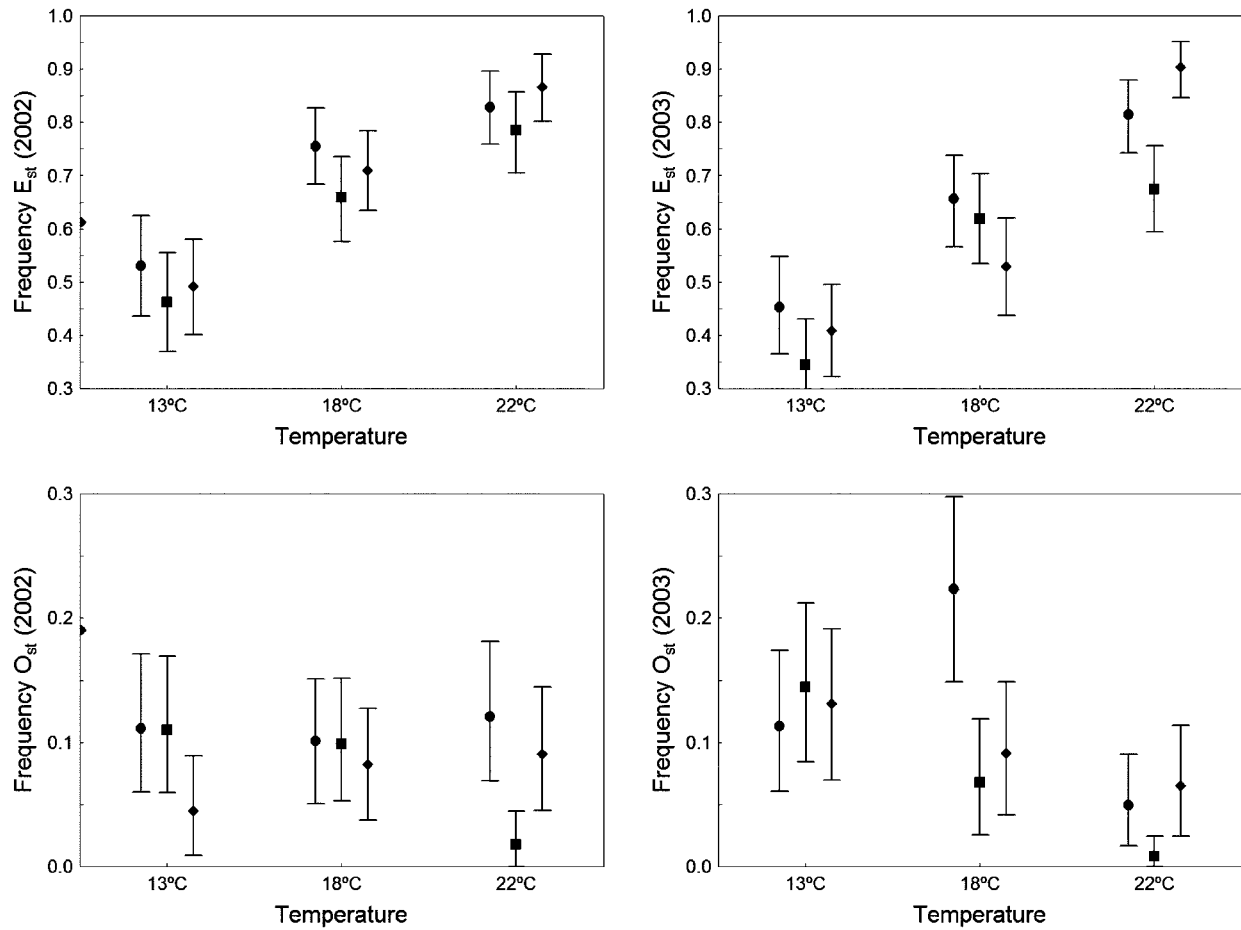 Frequency Est (2002)
1.0
0.9
0.8
0.7
0.6
0.5
0.4
0.3
13ºC
18ºC
22ºC
Temperature
Frequency Est (2003)
1.0
0.9
0.8
0.7
0.6
0.5
0.4
0.3
13ºC
18ºC
22ºC
Temperature
Frequency Ost (2002)
0.3
0.2
0.1
0.0
13ºC
18ºC
22ºC
Temperature
Frequency Ost (2003)
0.3
0.2
0.1
0.0
13ºC
18ºC
22ºC
Temperature